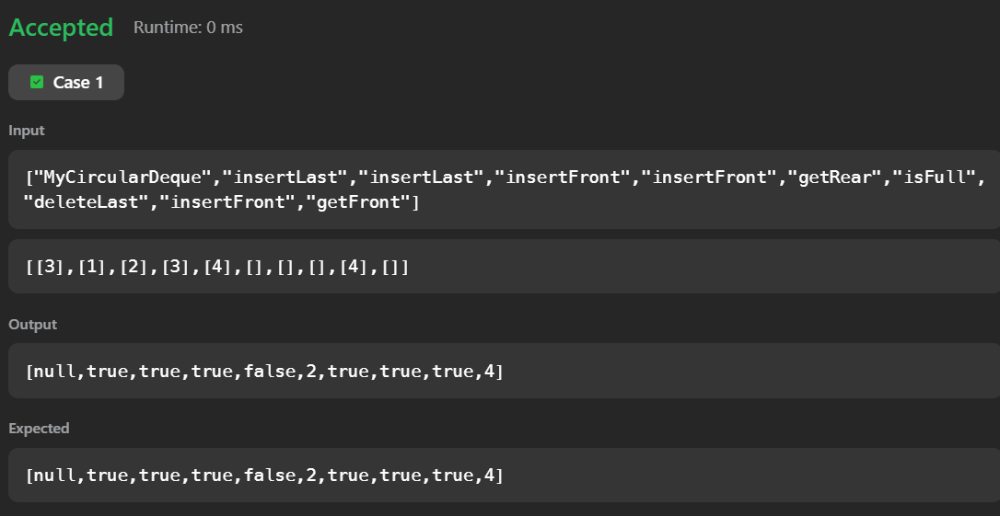 Accepted Runtime: 0 ms
Case 1
Input
["MyCircularDeque","insertLast","insertLast","insertFront","insertFront","getRear","isFull",
"deleteLast","insertFront","getFront"]
[[3],[1],[2],[3],[4],[],[],[],[4],[]]
Output
[null,true,true,true,false,2,true,true,true,4]
Expected
[null,true,true,true,false,2,true,true,true,4]